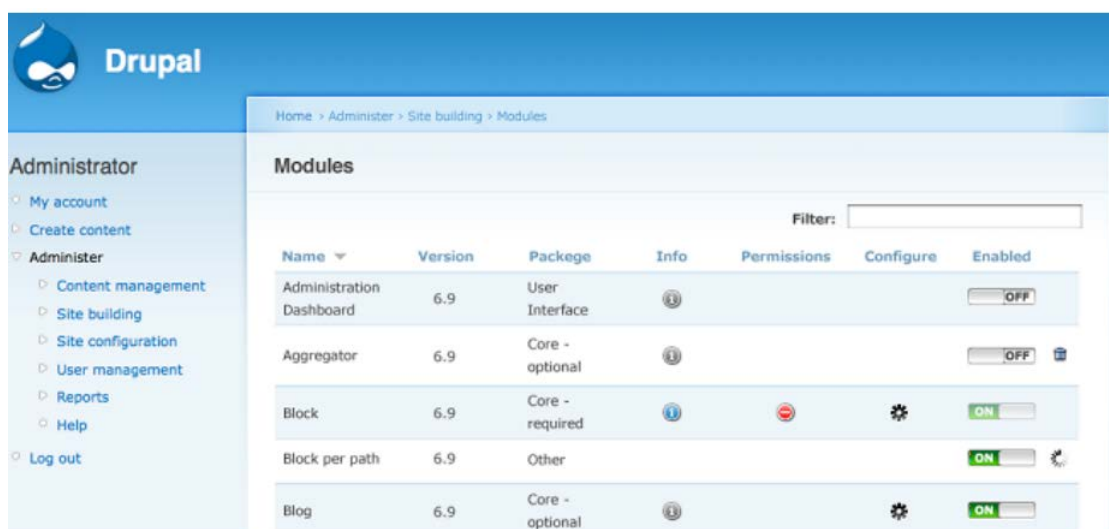 Drupal
Home > Administer > Site building > Modules
Administrator
My account
Create content
Administer
Content management
Site building
Site configuration
User management
Reports
Help
Log out
Modules
Filter:
Name Version Packege Info Permissions Configure Enabled
Administration Dashboard 6.9 User Interface OFF
Aggregator 6.9 Core - optional OFF
Block 6.9 Core - required ON
Block per path 6.9 Other ON
Blog 6.9 Core - optional ON